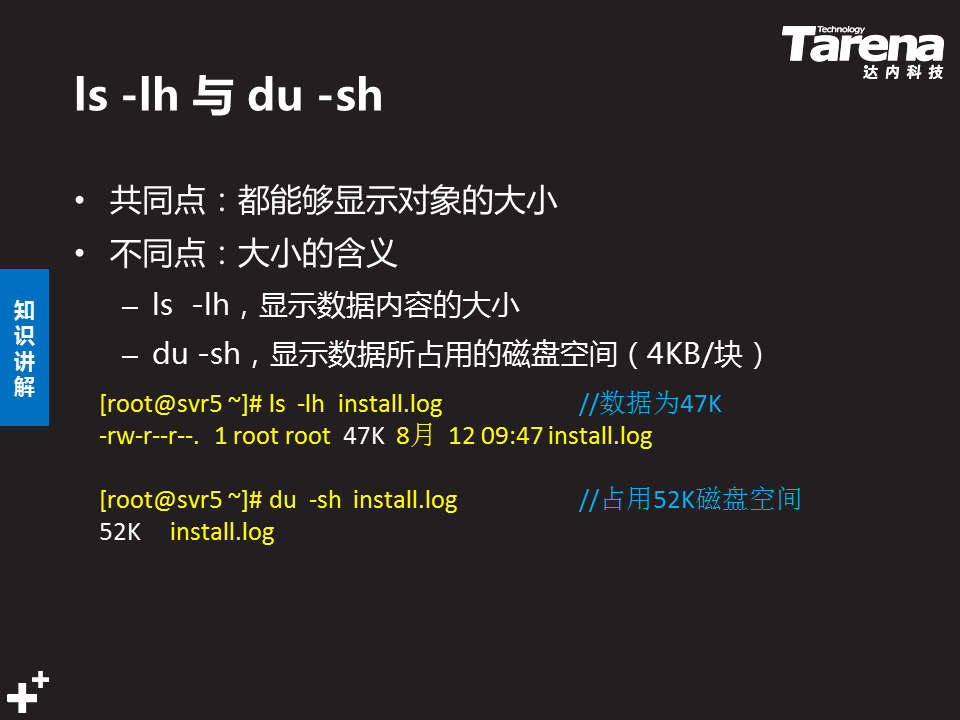 Technology
Tarena
达内科技
ls -lh 与 du -sh
• 共同点：都能够显示对象的大小
• 不同点：大小的含义
– ls -lh，显示数据内容的大小
– du -sh，显示数据所占用的磁盘空间（4KB/块）
知识讲解
[root@svr5 ~]# ls -lh install.log //数据为47K
-rw-r--r--. 1 root root 47K 8月 12 09:47 install.log
[root@svr5 ~]# du -sh install.log //占用52K磁盘空间
52K install.log